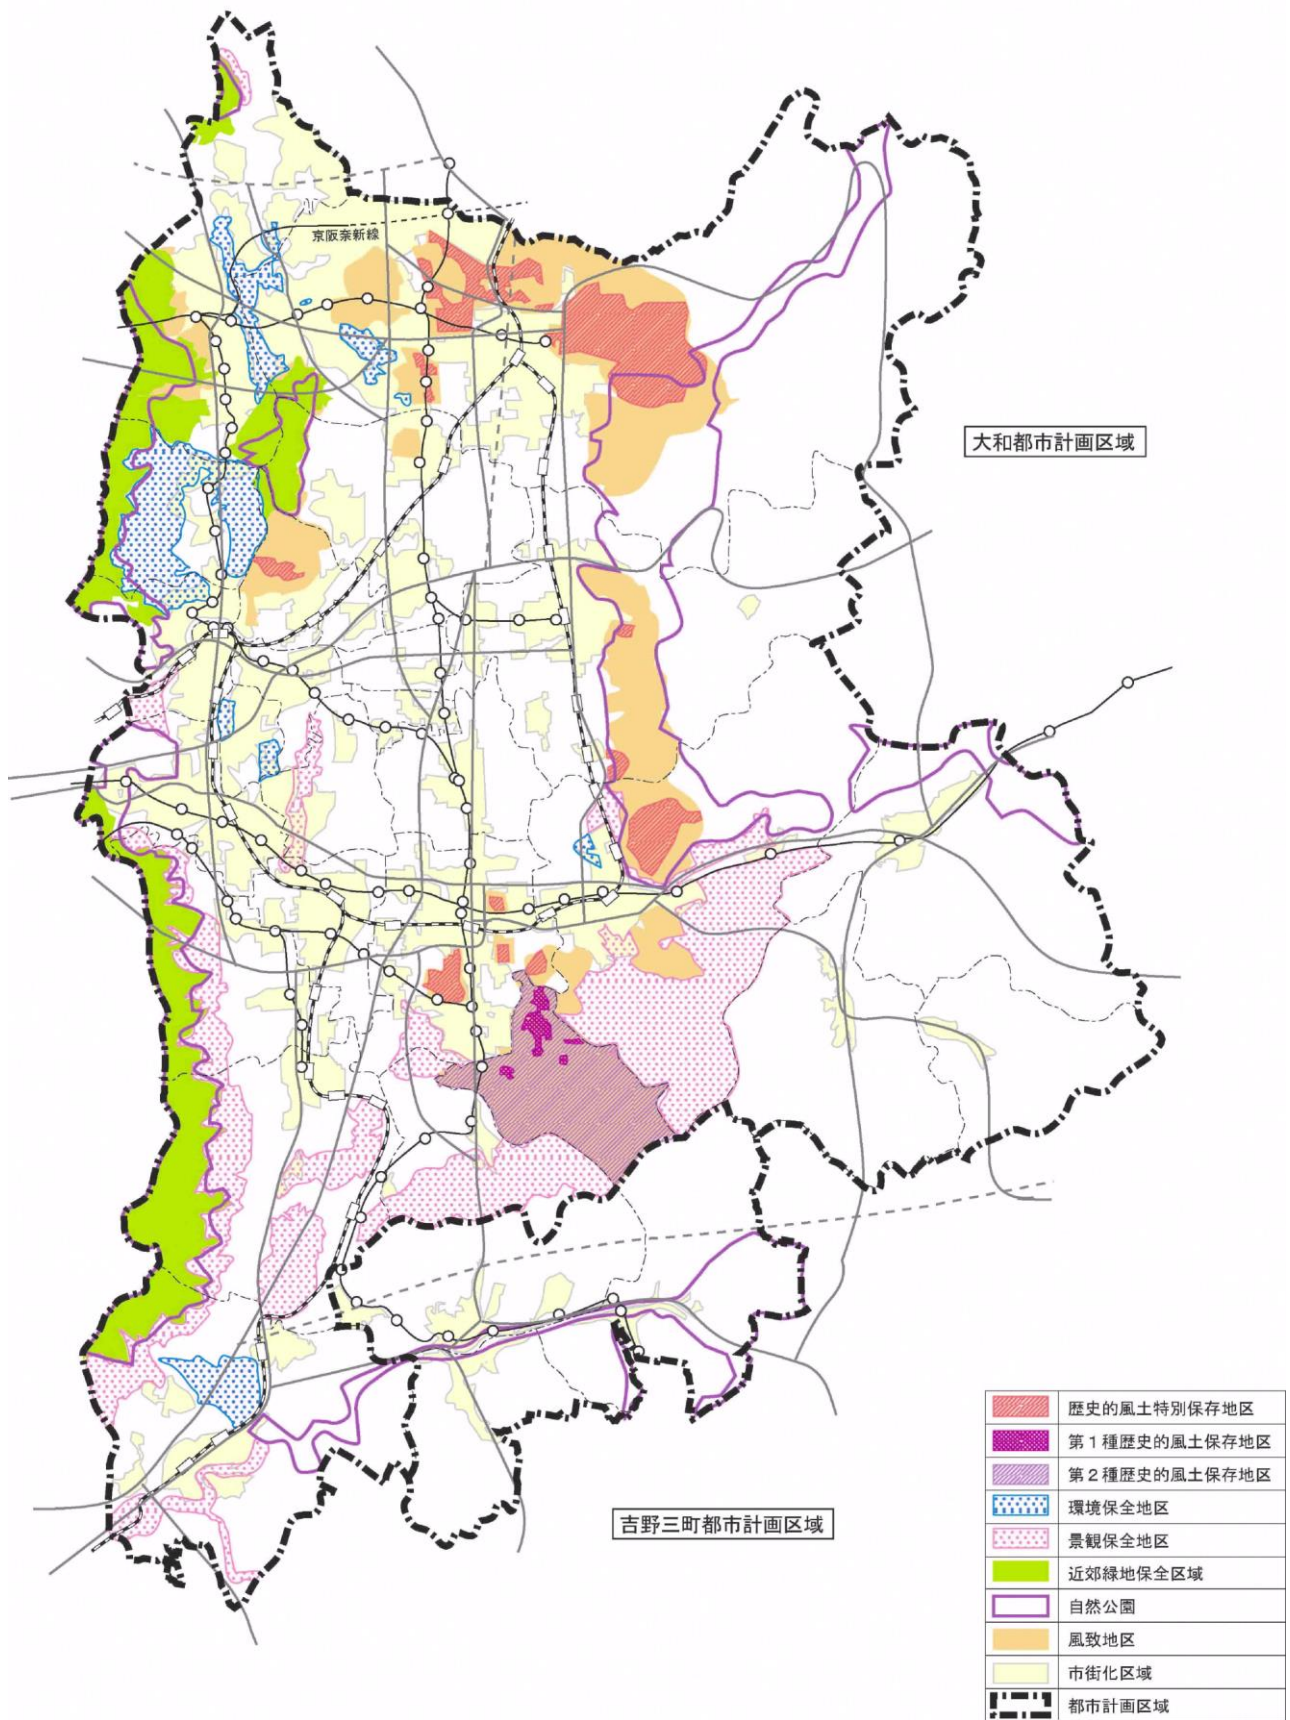 京阪奈新線
大和都市計画区域
吉野三町都市計画区域
歴史的風土特別保存地区
第1種歴史的風土保存地区
第2種歴史的風土保存地区
環境保全地区
景観保全地区
近郊緑地保全区域
自然公園
風致地区
市街化区域
都市計画区域